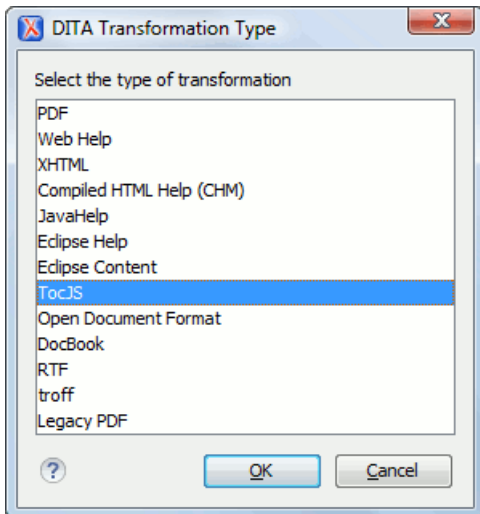 DITA Transformation Type
Select the type of transformation
PDF
Web Help
XHTML
Compiled HTML Help (CHM)
JavaHelp
Eclipse Help
Eclipse Content
TocJS
Open Document Format
DocBook
RTF
troff
Legacy PDF
? OK Cancel